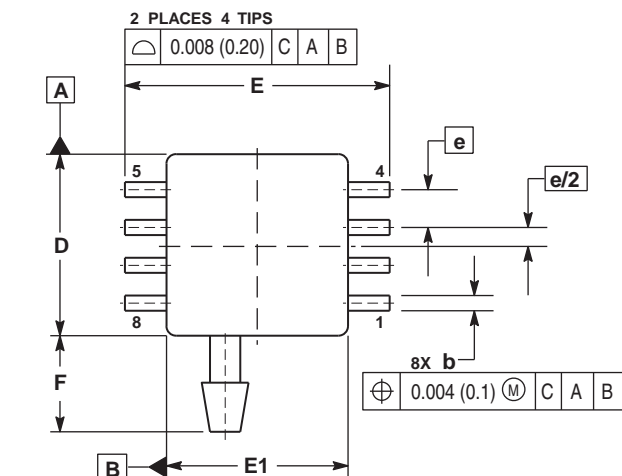 2 PLACES 4 TIPS
⌓ 0.008 (0.20) C A B
E
A
e
5 4
e/2
D
8 1
8X b
F
⌖ 0.004 (0.1) Ⓜ C A B
B
E1